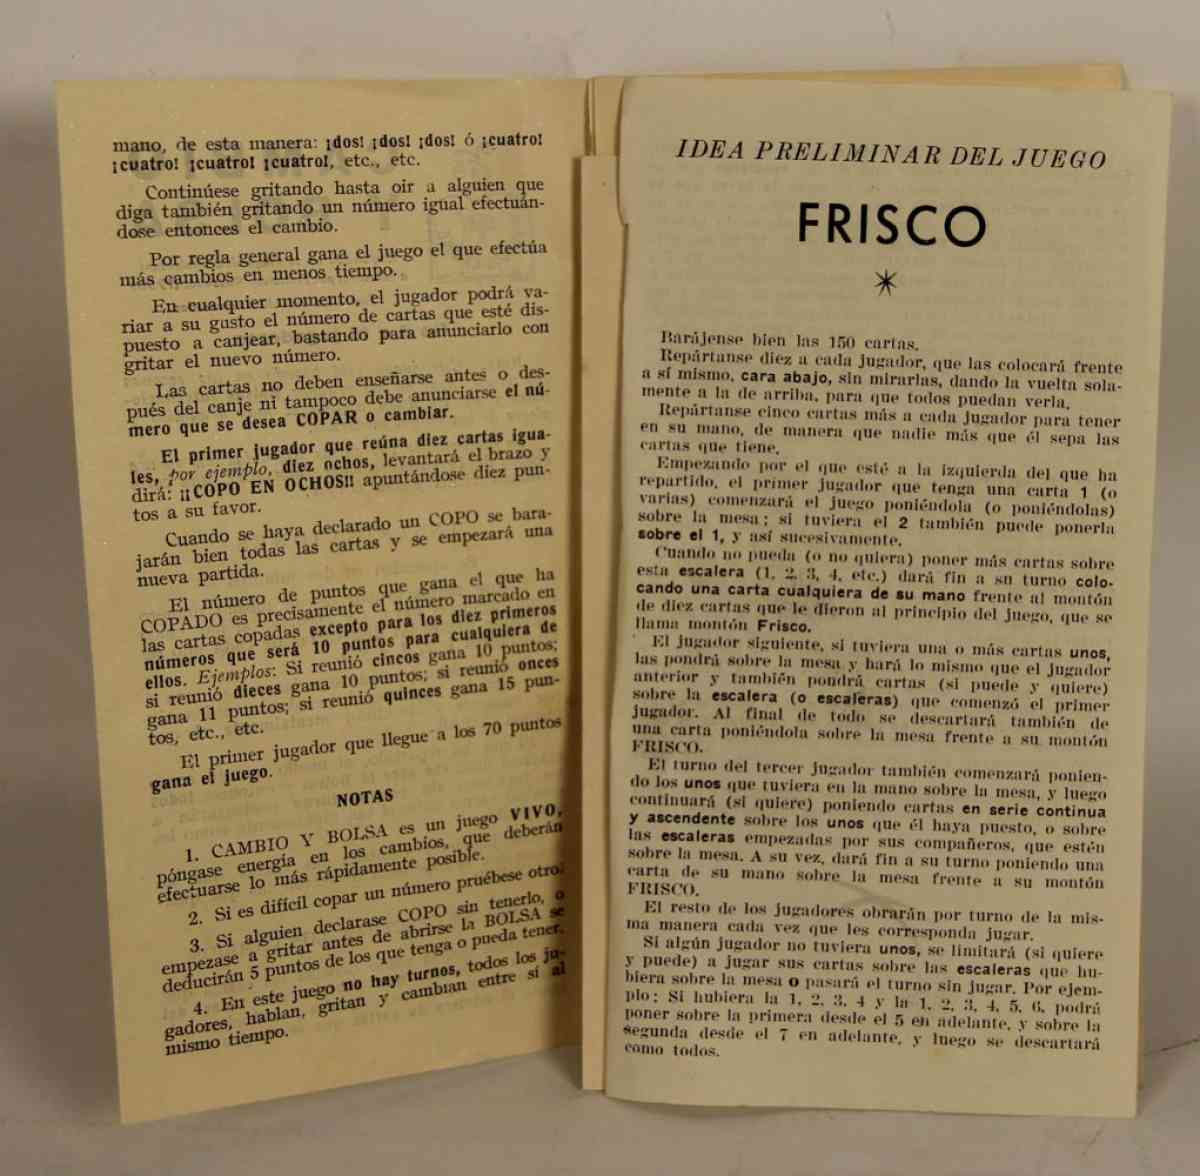 mano, de esta manera: ¡dos! ¡dos! ¡dos! ó ¡cuatro!
¡cuatro! ¡cuatro! ¡cuatro!, etc., etc.
Continúese gritando hasta oir a alguien que
diga también gritando un número igual efectuán-
dose entonces el cambio.
Por regla general gana el juego el que efectúa
más cambios en menos tiempo.
En cualquier momento, el jugador podrá va-
riar a su gusto el número de cartas que esté dis-
puesto a canjear, bastando para anunciarlo con
gritar el nuevo número.
Las cartas no deben enseñarse antes o des-
pués del canje ni tampoco debe anunciarse el nú-
mero que se desea COPAR o cambiar.
El primer jugador que reúna diez cartas igua-
les, por ejemplo, diez ochos, levantará el brazo y
dirá: ¡¡COPO EN OCHOS!! apuntándose diez pun-
tos a su favor.
Cuando se haya declarado un COPO se bara-
jarán bien todas las cartas y se empezará una
nueva partida.
El número de puntos que gana el que ha
COPADO es precisamente el número marcado en
las cartas copadas excepto para los diez primeros
números que será 10 puntos para cualquiera de
ellos. Ejemplos: Si reunió cincos gana 10 puntos;
si reunió dieces gana 10 puntos; si reunió onces
gana 11 puntos; si reunió quinces gana 15 pun-
tos, etc., etc.
El primer jugador que llegue a los 70 puntos
gana el juego.
NOTAS
1. CAMBIO Y BOLSA es un juego VIVO,
póngase energía en los cambios, que deberán
efectuarse lo más rápidamente posible.
2. Si es difícil copar un número pruébese otro.
3. Si alguien declarase COPO sin tenerlo, o
empezase a gritar antes de abrirse la BOLSA se
deducirán 5 puntos de los que tenga o pueda tener.
4. En este juego no hay turnos, todos los ju-
gadores, hablan, gritan y cambian entre sí al
mismo tiempo.
IDEA PRELIMINAR DEL JUEGO
FRISCO
Barájense bien las 150 cartas.
Repártanse diez a cada jugador, que las colocará frente
a sí mismo, cara abajo, sin mirarlas, dando la vuelta sola-
mente a la de arriba, para que todos puedan verla.
Repártanse cinco cartas más a cada jugador para tener
en su mano, de manera que nadie más que él sepa las
cartas que tiene.
Empezando por el que esté a la izquierda del que ha
repartido, el primer jugador que tenga una carta 1 (o
varias) comenzará el juego poniéndola (o poniéndolas)
sobre la mesa; si tuviera el 2 también puede ponerla
sobre el 1, y así sucesivamente.
Cuando no pueda (o no quiera) poner más cartas sobre
esta escalera (1, 2, 3, 4, etc.) dará fin a su turno colo-
cando una carta cualquiera de su mano frente al montón
de diez cartas que le dieron al principio del juego, que se
llama montón Frisco.
El jugador siguiente, si tuviera una o más cartas unos,
las pondrá sobre la mesa y hará lo mismo que el jugador
anterior y también pondrá cartas (si puede y quiere)
sobre la escalera (o escaleras) que comenzó el primer
jugador. Al final de todo se descartará también de
una carta poniéndola sobre la mesa frente a su montón
FRISCO.
El turno del tercer jugador también comenzará ponien-
do los unos que tuviera en la mano sobre la mesa, y luego
continuará (si quiere) poniendo cartas en serie continua
y ascendente sobre los unos que él haya puesto, o sobre
las escaleras empezadas por sus compañeros, que estén
sobre la mesa. A su vez, dará fin a su turno poniendo una
carta de su mano sobre la mesa frente a su montón
FRISCO.
El resto de los jugadores obrarán por turno de la mis-
ma manera cada vez que les corresponda jugar.
Si algún jugador no tuviera unos, se limitará (si quiere
y puede) a jugar sus cartas sobre las escaleras que hu-
biera sobre la mesa o pasará el turno sin jugar. Por ejem-
plo: Si hubiera la 1, 2, 3, 4 y la 1, 2, 3, 4, 5, 6, podrá
poner sobre la primera desde el 5 en adelante, y sobre la
segunda desde el 7 en adelante, y luego se descartará
como todos.